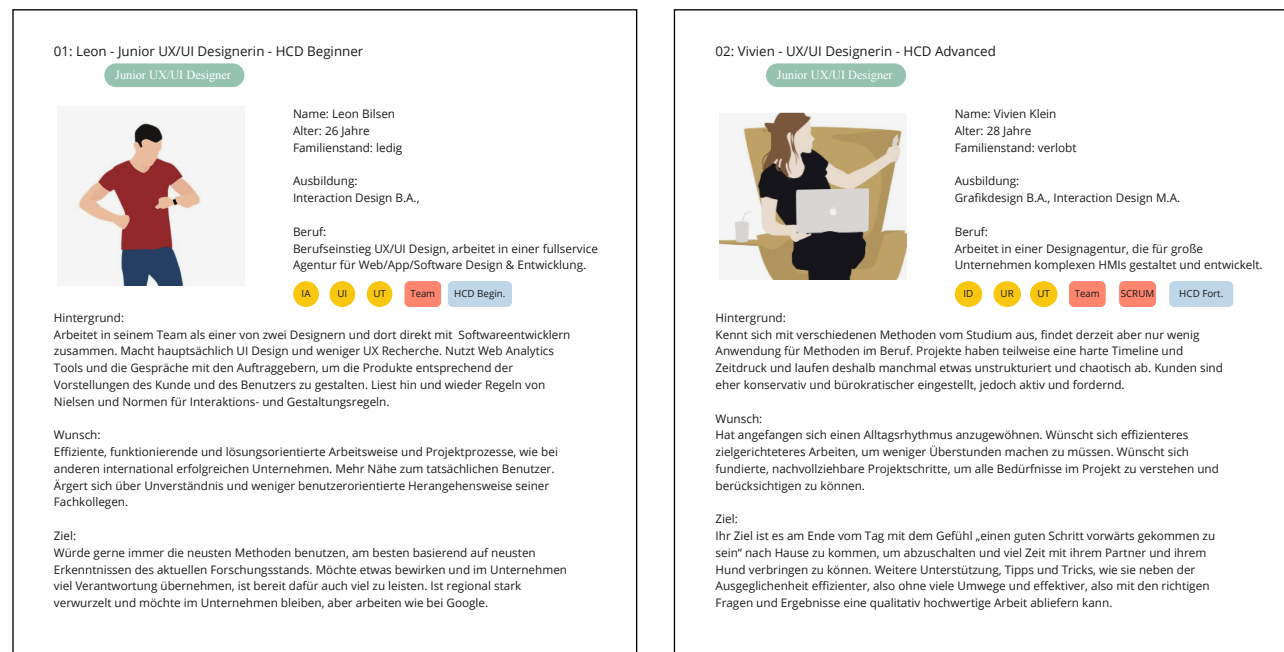 01: Leon - Junior UX/UI Designerin - HCD Beginner
Junior UX/UI Designer
Name: Leon Bilsen
Alter: 26 Jahre
Familienstand: ledig
Ausbildung:
Interaction Design B.A.,
Beruf:
Berufseinstieg UX/UI Design, arbeitet in einer fullservice
Agentur für Web/App/Software Design & Entwicklung.
IA UI UT Team HCD Begin.
Hintergrund:
Arbeitet in seinem Team als einer von zwei Designern und dort direkt mit Softwareentwicklern
zusammen. Macht hauptsächlich UI Design und weniger UX Recherche. Nutzt Web Analytics
Tools und die Gespräche mit den Auftraggebern, um die Produkte entsprechend der
Vorstellungen des Kunde und des Benutzers zu gestalten. Liest hin und wieder Regeln von
Nielsen und Normen für Interaktions- und Gestaltungsregeln.
Wunsch:
Effiziente, funktionierende und lösungsorientierte Arbeitsweise und Projektprozesse, wie bei
anderen international erfolgreichen Unternehmen. Mehr Nähe zum tatsächlichen Benutzer.
Ärgert sich über Unverständnis und weniger benutzerorientierte Herangehensweise seiner
Fachkollegen.
Ziel:
Würde gerne immer die neusten Methoden benutzen, am besten basierend auf neusten
Erkenntnissen des aktuellen Forschungsstands. Möchte etwas bewirken und im Unternehmen
viel Verantwortung übernehmen, ist bereit dafür auch viel zu leisten. Ist regional stark
verwurzelt und möchte im Unternehmen bleiben, aber arbeiten wie bei Google.
02: Vivien - UX/UI Designerin - HCD Advanced
Junior UX/UI Designer
Name: Vivien Klein
Alter: 28 Jahre
Familienstand: verlobt
Ausbildung:
Grafikdesign B.A., Interaction Design M.A.
Beruf:
Arbeitet in einer Designagentur, die für große
Unternehmen komplexen HMIs gestaltet und entwickelt.
ID UR UT Team SCRUM HCD Fort.
Hintergrund:
Kennt sich mit verschiedenen Methoden vom Studium aus, findet derzeit aber nur wenig
Anwendung für Methoden im Beruf. Projekte haben teilweise eine harte Timeline und
Zeitdruck und laufen deshalb manchmal etwas unstrukturiert und chaotisch ab. Kunden sind
eher konservativ und bürokratischer eingestellt, jedoch aktiv und fordernd.
Wunsch:
Hat angefangen sich einen Alltagsrhythmus anzugewöhnen. Wünscht sich effizienteres
zielgerichteteres Arbeiten, um weniger Überstunden machen zu müssen. Wünscht sich
fundierte, nachvollziehbare Projektschritte, um alle Bedürfnisse im Projekt zu verstehen und
berücksichtigen zu können.
Ziel:
Ihr Ziel ist es am Ende vom Tag mit dem Gefühl „einen guten Schritt vorwärts gekommen zu
sein“ nach Hause zu kommen, um abzuschalten und viel Zeit mit ihrem Partner und ihrem
Hund verbringen zu können. Weitere Unterstützung, Tipps und Tricks, wie sie neben der
Ausgeglichenheit effizienter, also ohne viele Umwege und effektiver, also mit den richtigen
Fragen und Ergebnisse eine qualitativ hochwertige Arbeit abliefern kann.